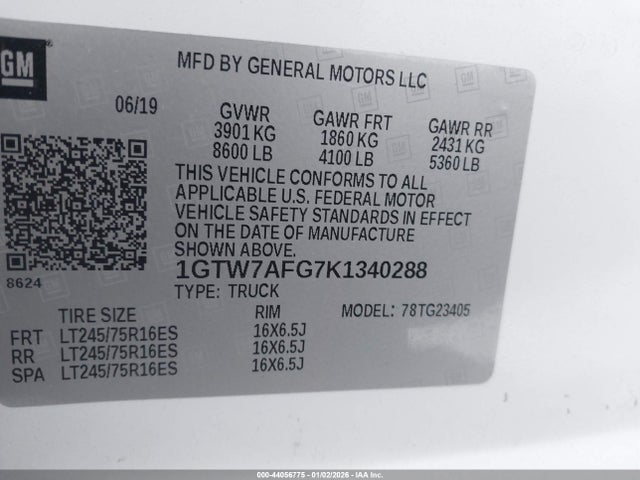 GM
MFD BY GENERAL MOTORS LLC
06/19
GVWR GAWR FRT GAWR RR
3901 KG 1860 KG 2431 KG
8600 LB 4100 LB 5360 LB
THIS VEHICLE CONFORMS TO ALL
APPLICABLE U.S. FEDERAL MOTOR
VEHICLE SAFETY STANDARDS IN EFFECT
ON THE DATE OF MANUFACTURE
SHOWN ABOVE.
8624
1GTW7AFG7K1340288
TYPE: TRUCK
TIRE SIZE RIM MODEL: 78TG23405
FRT LT245/75R16ES 16X6.5J
RR LT245/75R16ES 16X6.5J
SPA LT245/75R16ES 16X6.5J
000-44056775 - 01/02/2026 - IAA Corp.